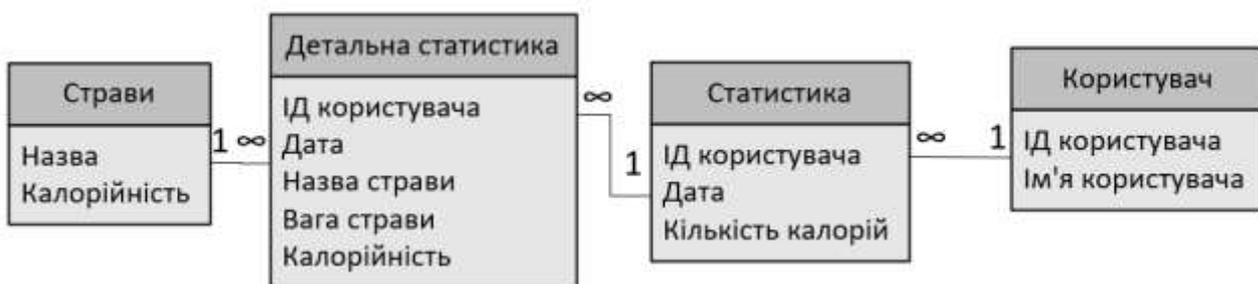 Страви
Назва
Калорійність
1 ∞
Детальна статистика
ІД користувача
Дата
Назва страви
Вага страви
Калорійність
∞
1
Статистика
ІД користувача
Дата
Кількість калорій
∞ 1
Користувач
ІД користувача
Ім'я користувача